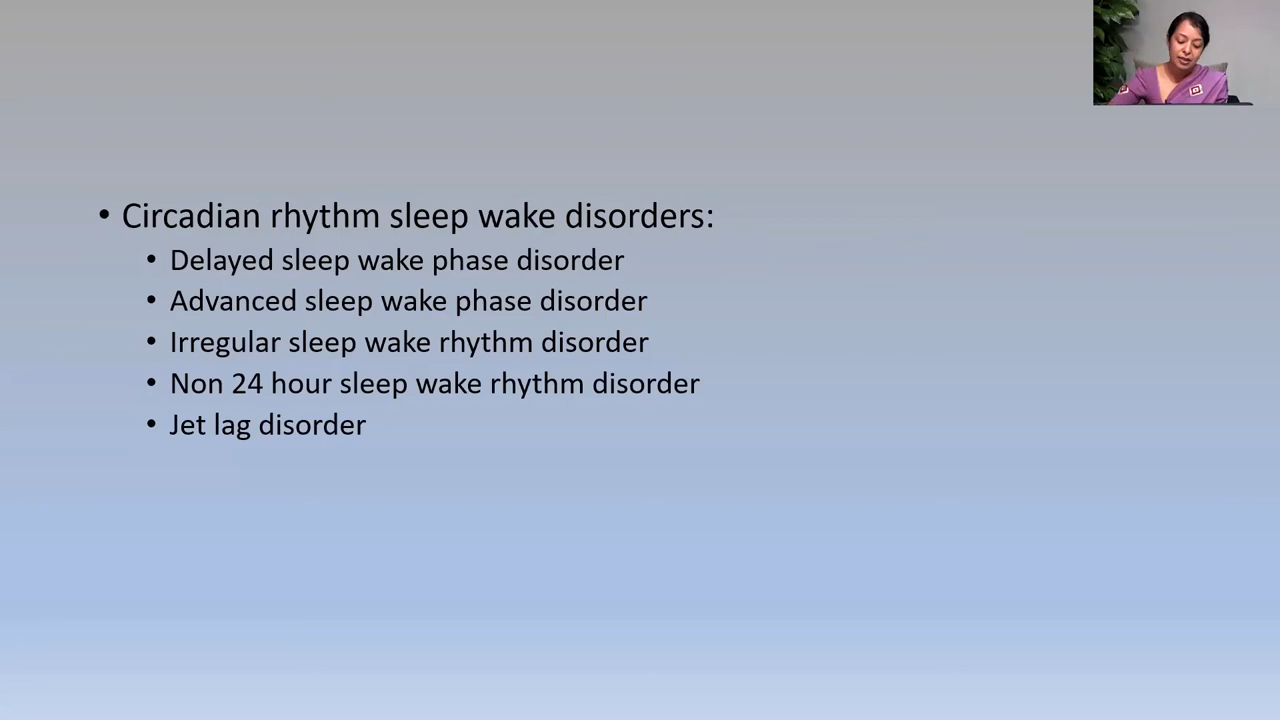 • Circadian rhythm sleep wake disorders:
• Delayed sleep wake phase disorder
• Advanced sleep wake phase disorder
• Irregular sleep wake rhythm disorder
• Non 24 hour sleep wake rhythm disorder
• Jet lag disorder